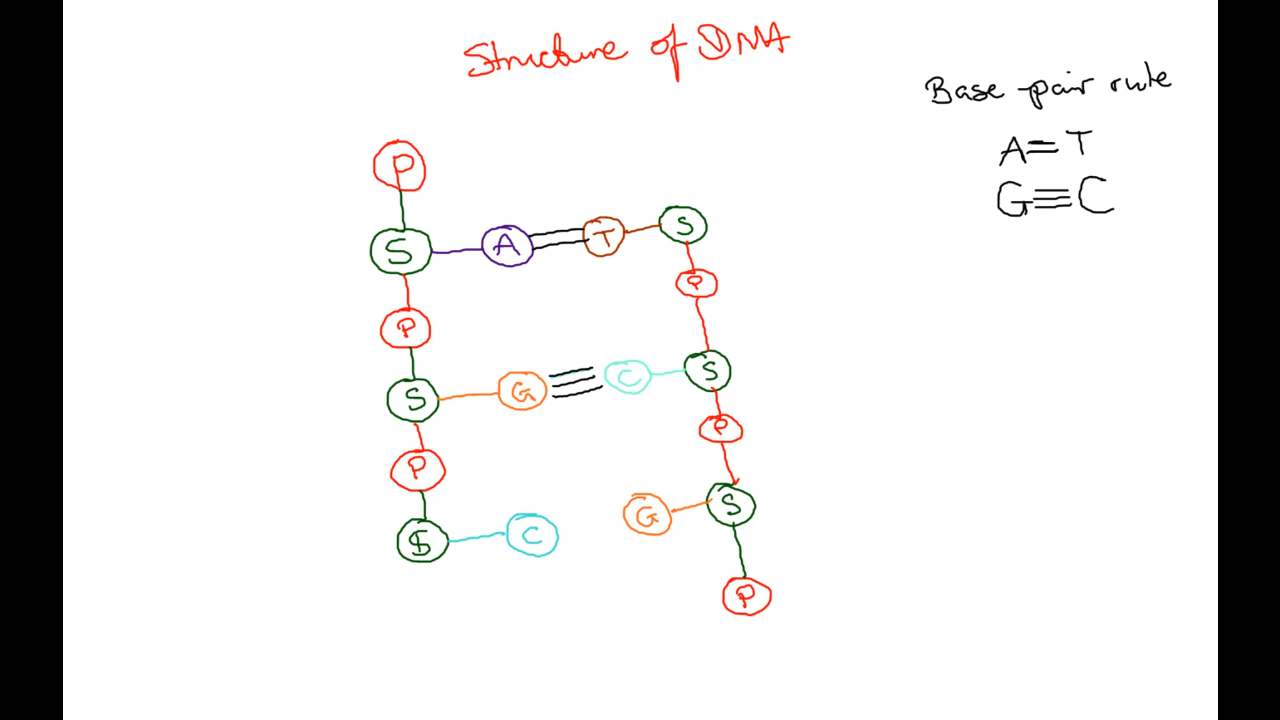 Structure of DNA
Base-pair rule
A=T
G≡C
P
S A=T S
P
P
S G≡C S
P
P
S C G S
P